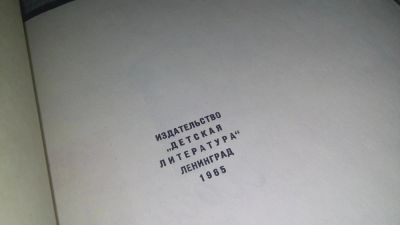 ИЗДАТЕЛЬСТВО
„ДЕТСКАЯ
ЛИТЕРАТУРА“
ЛЕНИНГРАД
1965